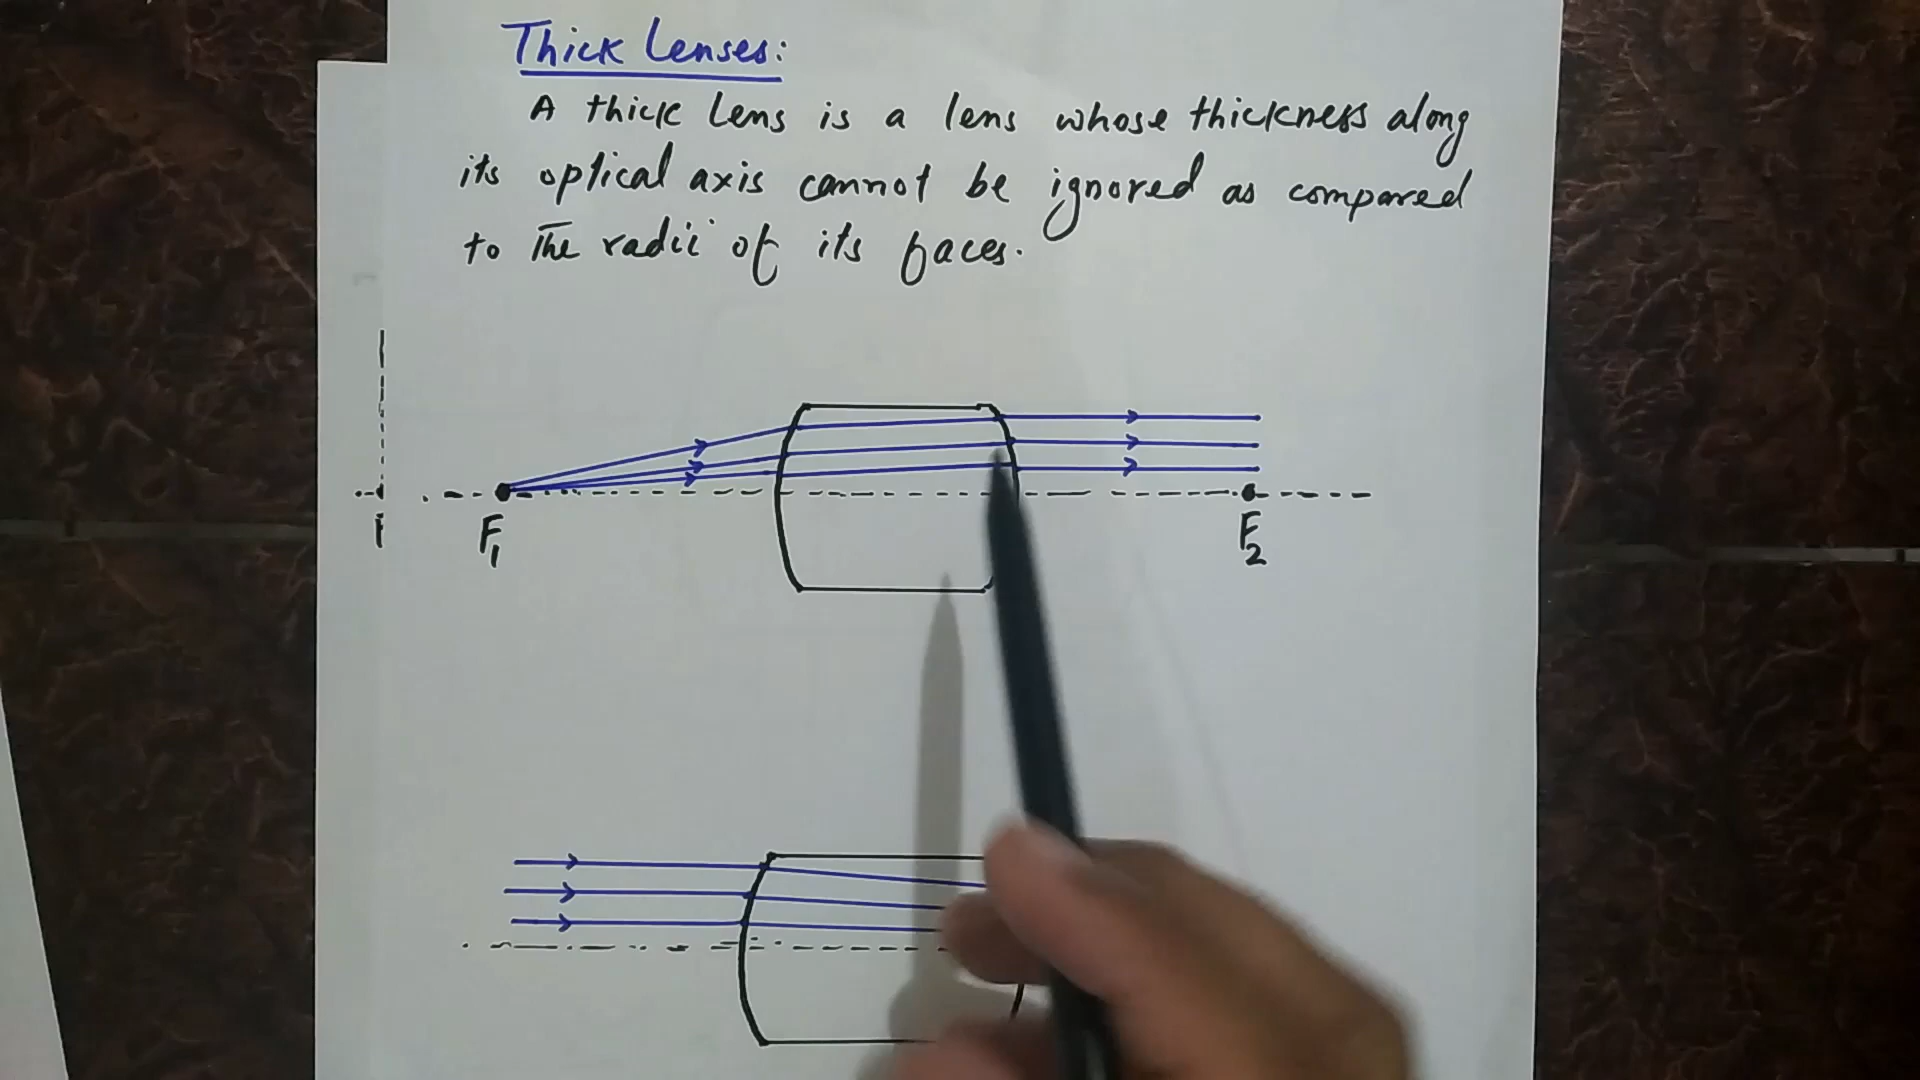 Thick Lenses:
A thick Lens is a lens whose thickness along
its optical axis cannot be ignored as compared
to the radii of its faces.
F1
F2